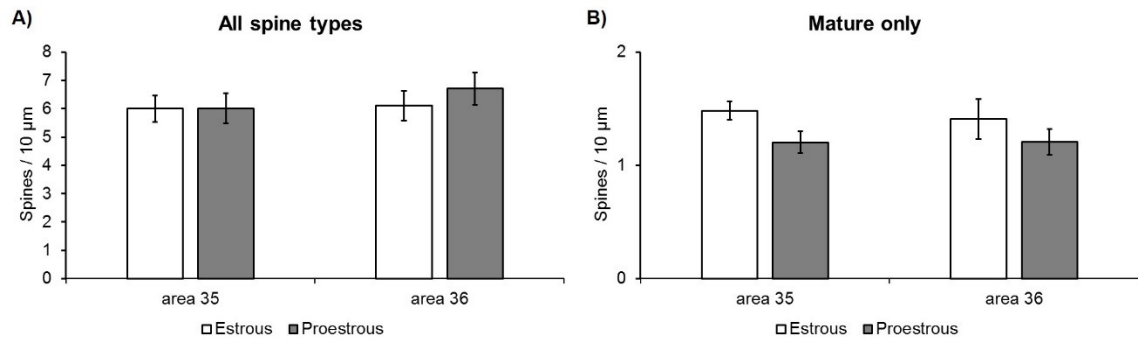 A)
All spine types
Spines / 10 µm
8
7
6
5
4
3
2
1
0
area 35
area 36
Estrous
Proestrous
B)
Mature only
Spines / 10 µm
2
1
0
area 35
area 36
Estrous
Proestrous